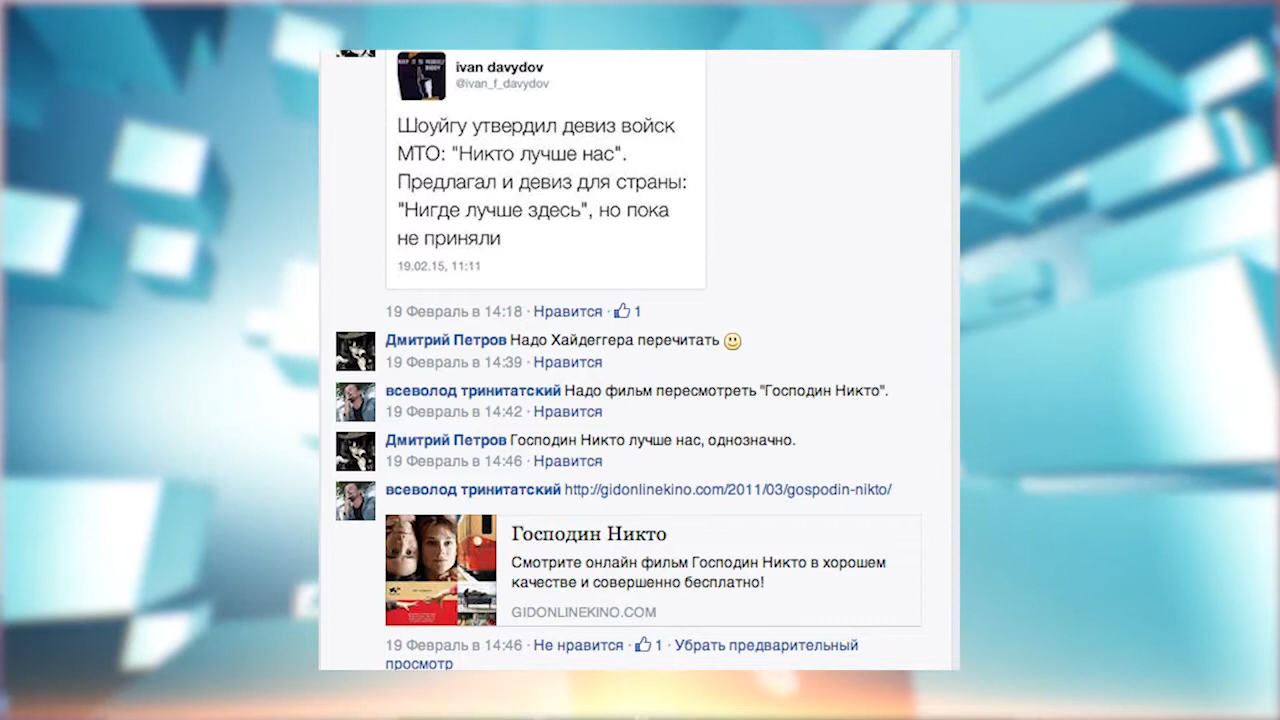 ivan davydov
@ivan_f_davydov
Шоуйгу утвердил девиз войск
МТО: "Никто лучше нас".
Предлагал и девиз для страны:
"Нигде лучше здесь", но пока
не приняли
19.02.15, 11:11
19 Февраль в 14:18 · Нравится · 1
Дмитрий Петров Надо Хайдеггера перечитать
19 Февраль в 14:39 · Нравится
всеволод тринитатский Надо фильм пересмотреть "Господин Никто".
19 Февраль в 14:42 · Нравится
Дмитрий Петров Господин Никто лучше нас, однозначно.
19 Февраль в 14:46 · Нравится
всеволод тринитатский http://gidonlinekino.com/2011/03/gospodin-nikto/
Господин Никто
Смотрите онлайн фильм Господин Никто в хорошем
качестве и совершенно бесплатно!
GIDONLINEKINO.COM
19 Февраль в 14:46 · Не нравится · 1 · Убрать предварительный
просмотр